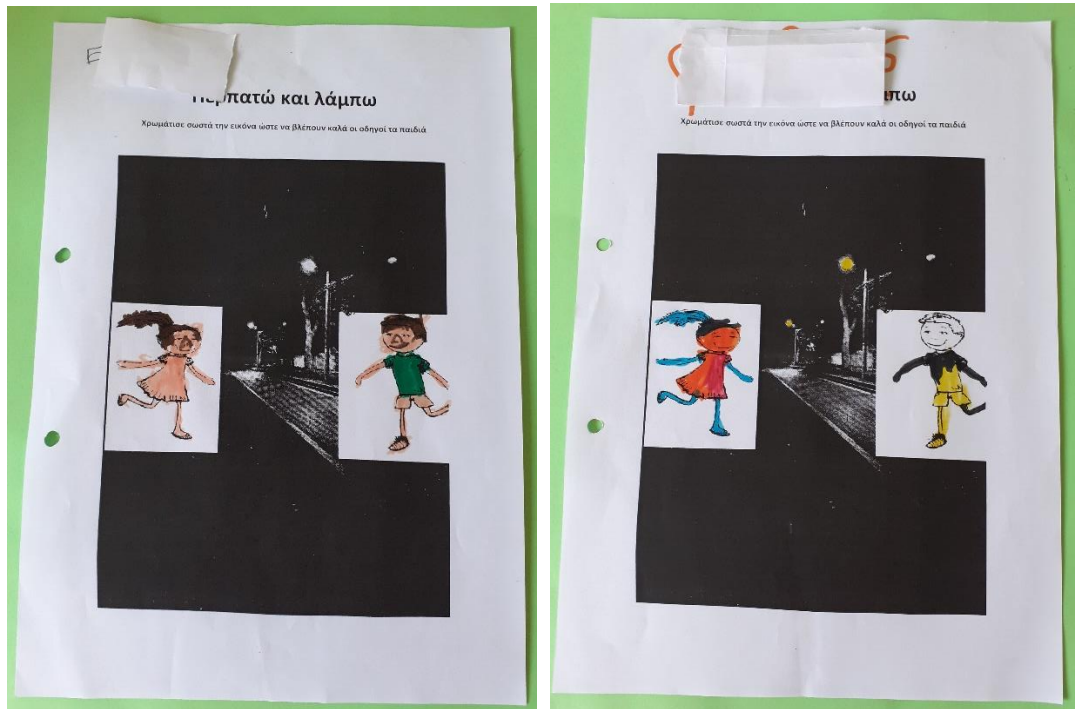 Ε
Περπατώ και λάμπω
Χρωμάτισε σωστά την εικόνα ώστε να βλέπουν καλά οι οδηγοί τα παιδιά
μπω
Χρωμάτισε σωστά την εικόνα ώστε να βλέπουν καλά οι οδηγοί τα παιδιά